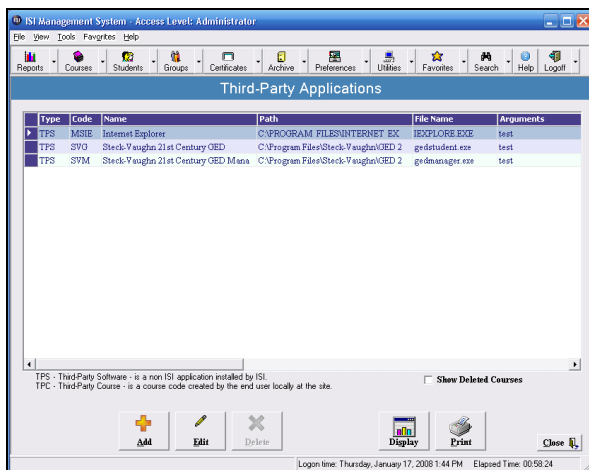 ISI Management System - Access Level: Administrator
File View Tools Favorites Help
Reports Courses Students Groups Certificates Archive Preferences Utilities Favorites Search Help Logoff
Third-Party Applications
Type Code Name Path File Name Arguments
TPS MSIE Internet Explorer C:\PROGRAM FILES\INTERNET EX IEXPLORE.EXE test
TPS SVG Steck-Vaughn 21st Century GED C:\Program Files\Steck-Vaughn\GED 2 gedstudent.exe test
TPS SVM Steck-Vaughn 21st Century GED Mana C:\Program Files\Steck-Vaughn\GED 2 gedmanager.exe test
TPS - Third-Party Software - is a non ISI application installed by ISI.
TPC - Third-Party Course - is a course code created by the end user locally at the site.
Show Deleted Courses
Add Edit Delete Display Print Close
Logon time: Thursday, January 17, 2008 1:44 PM Elapsed Time: 00:58:24